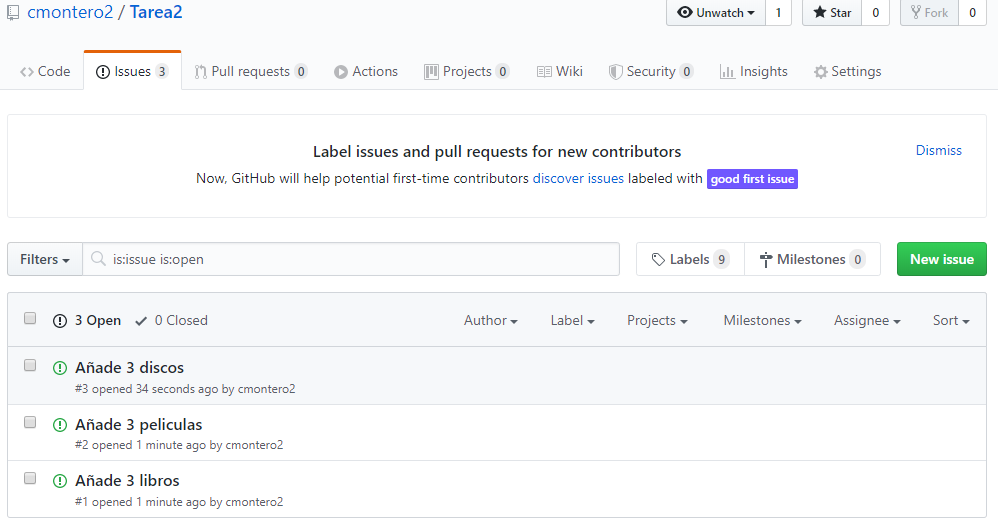 cmontero2 / Tarea2
Unwatch 1 Star 0 Fork 0
Code Issues 3 Pull requests 0 Actions Projects 0 Wiki Security 0 Insights Settings
Label issues and pull requests for new contributors
Dismiss
Now, GitHub will help potential first-time contributors discover issues labeled with good first issue
Filters is:issue is:open Labels 9 Milestones 0 New issue
3 Open 0 Closed Author Label Projects Milestones Assignee Sort
Añade 3 discos
#3 opened 34 seconds ago by cmontero2
Añade 3 peliculas
#2 opened 1 minute ago by cmontero2
Añade 3 libros
#1 opened 1 minute ago by cmontero2